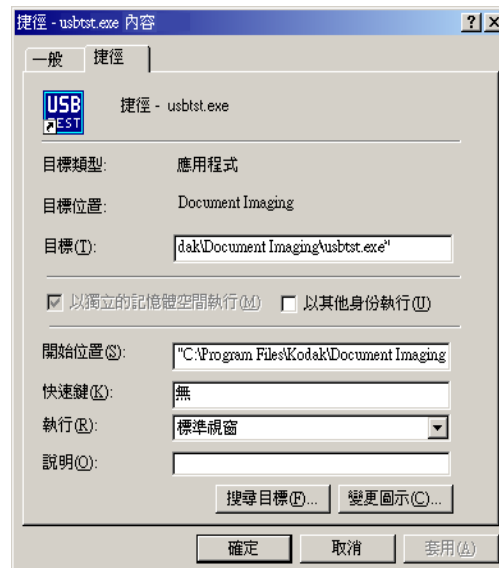 捷徑 - usbtst.exe 內容
一般 捷徑
USB
TEST
捷徑 - usbtst.exe
目標類型: 應用程式
目標位置: Document Imaging
目標(T): dak\Document Imaging\usbtst.exe"
以獨立的記憶體空間執行(M) 以其他身份執行(U)
開始位置(S): "C:\Program Files\Kodak\Document Imaging
快速鍵(K): 無
執行(R): 標準視窗
說明(O):
搜尋目標(F)... 變更圖示(C)...
確定 取消 套用(A)